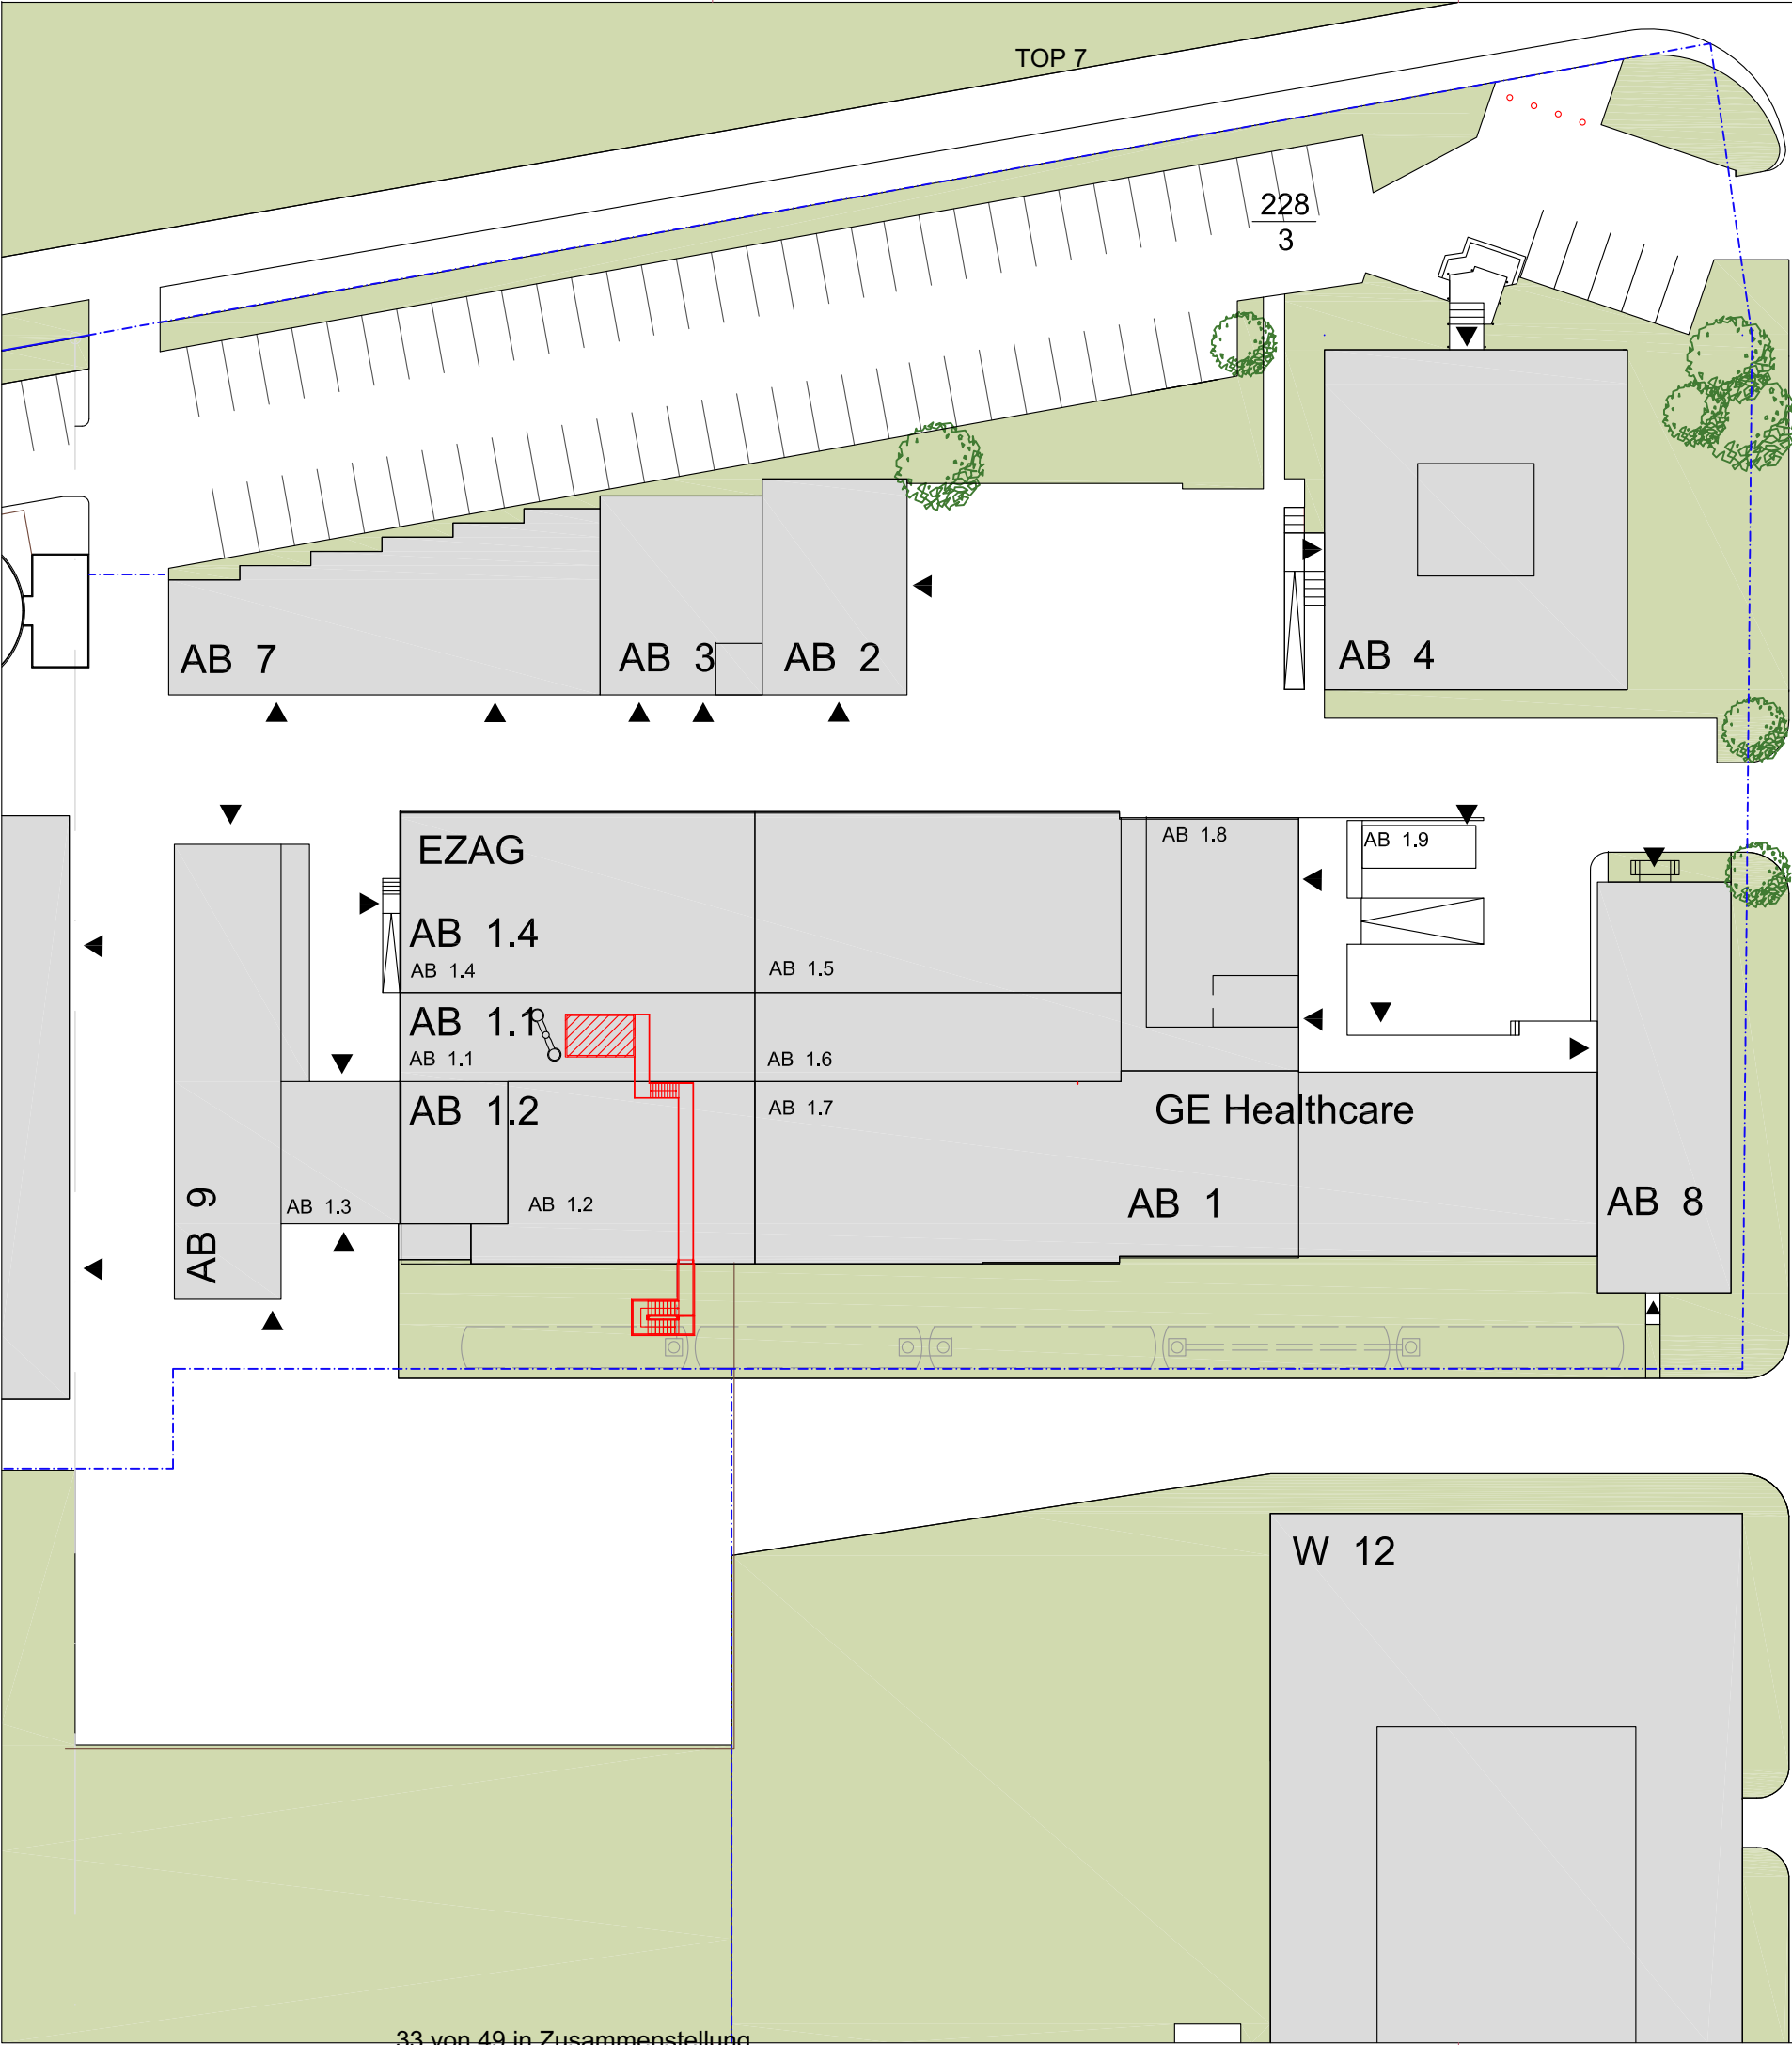 TOP 7
228
3
AB 7
AB 3
AB 2
AB 4
EZAG
AB 1.8
AB 1.9
AB 1.4
AB 1.4
AB 1.5
AB 1.1
AB 1.1
AB 1.6
AB 1.2
AB 1.7
GE Healthcare
AB 9
AB 1.3
AB 1.2
AB 1
AB 8
W 12
33 von 49 in Zusammenstellung